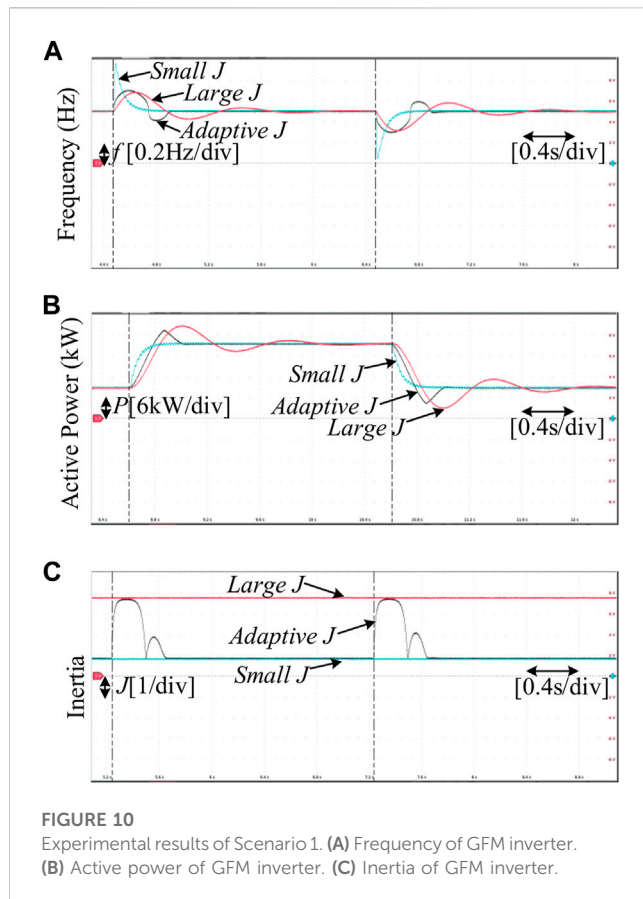 A
Frequency (Hz)
Small J
Large J
Adaptive J
f [0.2Hz/div]
[0.4s/div]
B
Active Power (kW)
Small J
Adaptive J
Large J
P[6kW/div]
[0.4s/div]
C
Inertia
Large J
Adaptive J
Small J
J[1/div]
[0.4s/div]
FIGURE 10
Experimental results of Scenario 1. (A) Frequency of GFM inverter.
(B) Active power of GFM inverter. (C) Inertia of GFM inverter.